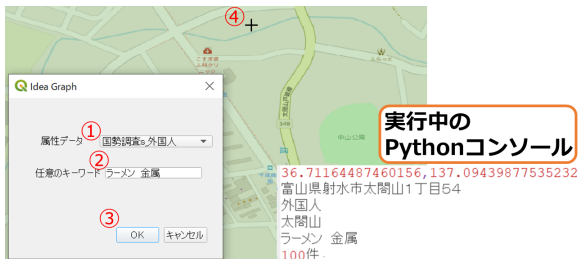 ④
Idea Graph
属性データ
①
国勢調査s_外国人
②
任意のキーワード
ラーメン 金属
③
OK
キャンセル
中山公園
実行中の
Pythonコンソール
36.71164487460156,137.09439877535232
富山県射水市太閤山1丁目54
外国人
太閤山
ラーメン 金属
100件.